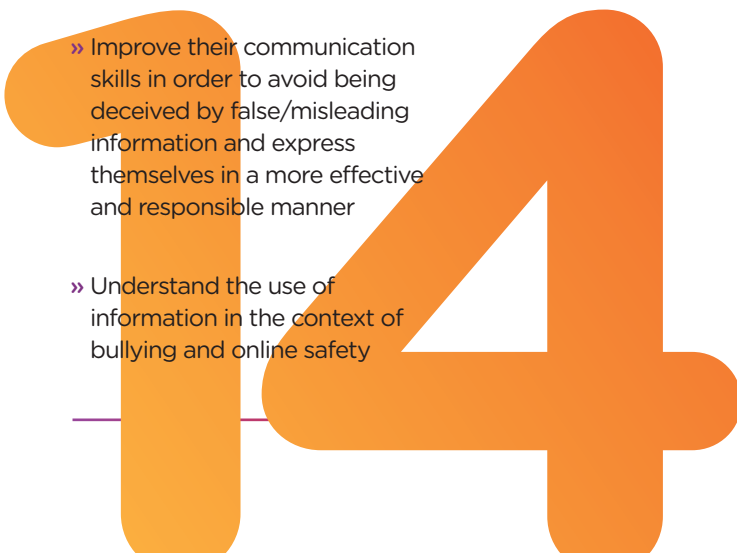 » Improve their communication
skills in order to avoid being
deceived by false/misleading
information and express
themselves in a more effective
and responsible manner
» Understand the use of
information in the context of
bullying and online safety
14